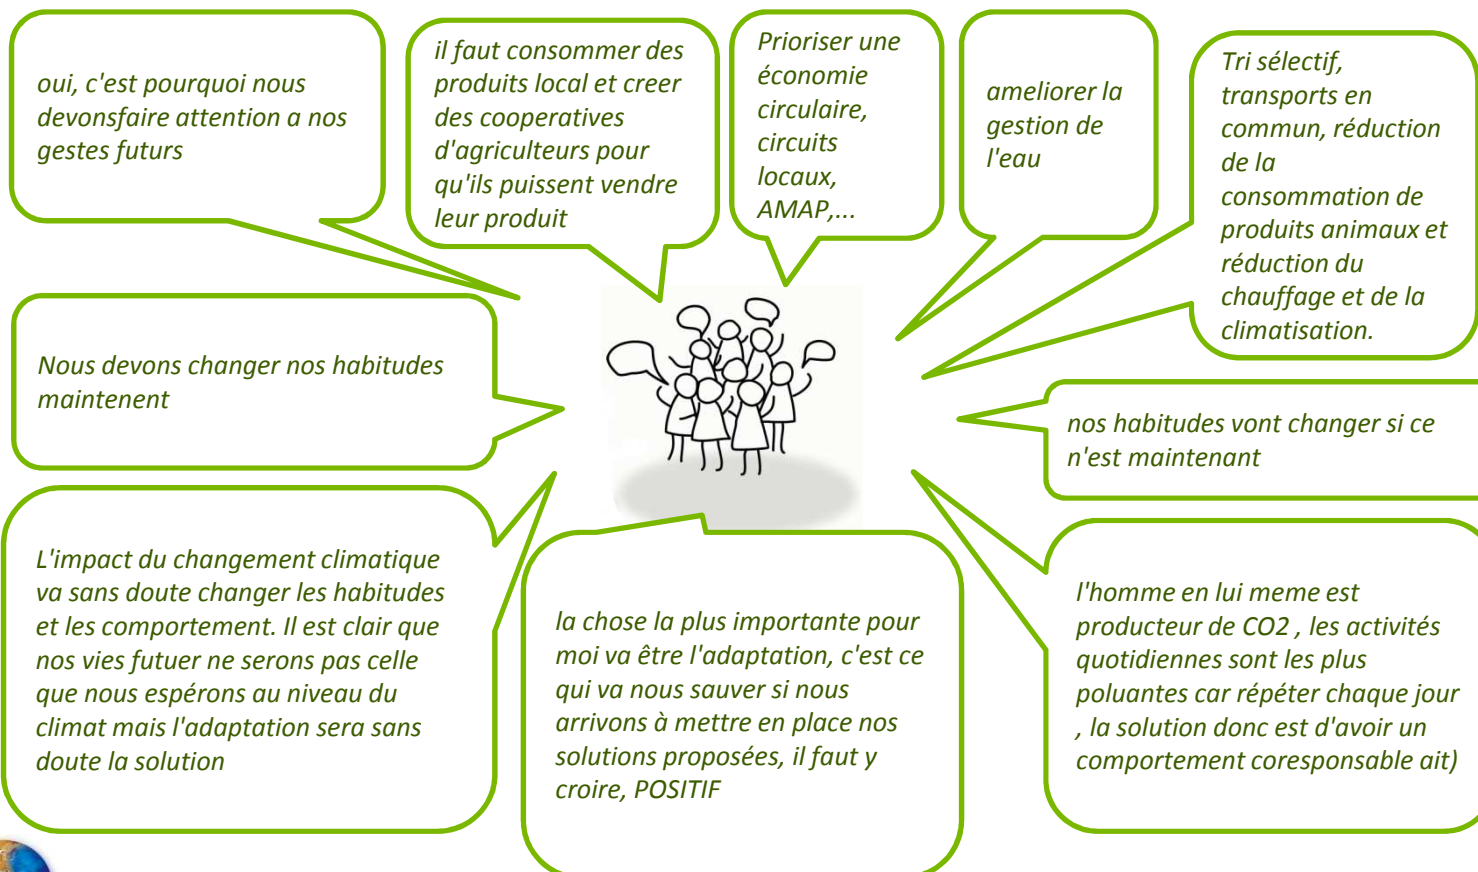 oui, c'est pourquoi nous
devonsfaire attention a nos
gestes futurs
il faut consommer des
produits local et creer
des cooperatives
d'agriculteurs pour
qu'ils puissent vendre
leur produit
Prioriser une
économie
circulaire,
circuits
locaux,
AMAP,...
ameliorer la
gestion de
l'eau
Tri sélectif,
transports en
commun, réduction
de la
consommation de
produits animaux et
réduction du
chauffage et de la
climatisation.
Nous devons changer nos habitudes
maintenent
nos habitudes vont changer si ce
n'est maintenant
L'impact du changement climatique
va sans doute changer les habitudes
et les comportement. Il est clair que
nos vies futuer ne serons pas celle
que nous espérons au niveau du
climat mais l'adaptation sera sans
doute la solution
la chose la plus importante pour
moi va être l'adaptation, c'est ce
qui va nous sauver si nous
arrivons à mettre en place nos
solutions proposées, il faut y
croire, POSITIF
l'homme en lui meme est
producteur de CO2 , les activités
quotidiennes sont les plus
poluantes car répéter chaque jour
, la solution donc est d'avoir un
comportement coresponsable ait)